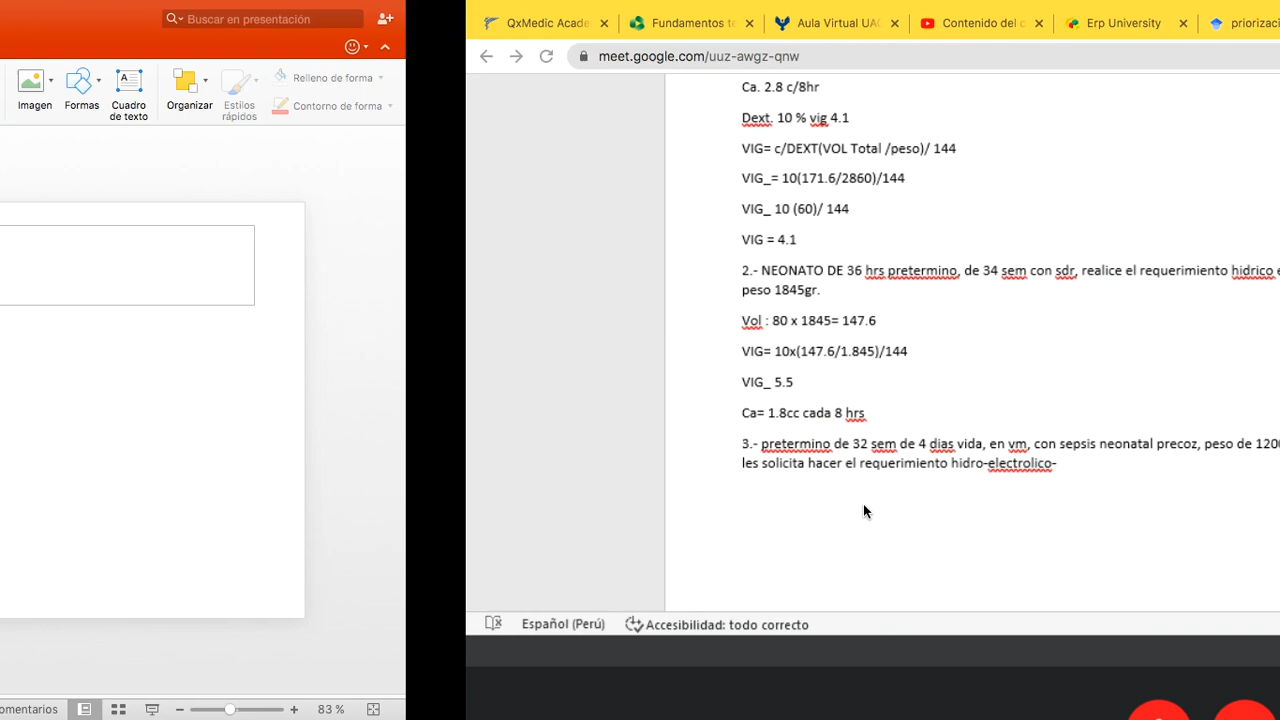 Buscar en presentación
Imagen
Formas
Cuadro
de texto
Organizar
Estilos
rápidos
Relleno de forma
Contorno de forma
83 %
QxMedic Acade
Fundamentos te
Aula Virtual UAC
Contenido del c
Erp University
priorizaci
meet.google.com/uuz-awgz-qnw
Ca. 2.8 c/8hr
Dext. 10 % vig 4.1
VIG= c/DEXT(VOL Total /peso)/ 144
VIG_= 10(171.6/2860)/144
VIG_ 10 (60)/ 144
VIG = 4.1
2.- NEONATO DE 36 hrs pretermino, de 34 sem con sdr, realice el requerimiento hidrico e
peso 1845gr.
Vol : 80 x 1845= 147.6
VIG= 10x(147.6/1.845)/144
VIG_ 5.5
Ca= 1.8cc cada 8 hrs
3.- pretermino de 32 sem de 4 dias vida, en vm, con sepsis neonatal precoz, peso de 1200
les solicita hacer el requerimiento hidro-electrolico-
Español (Perú)
Accesibilidad: todo correcto